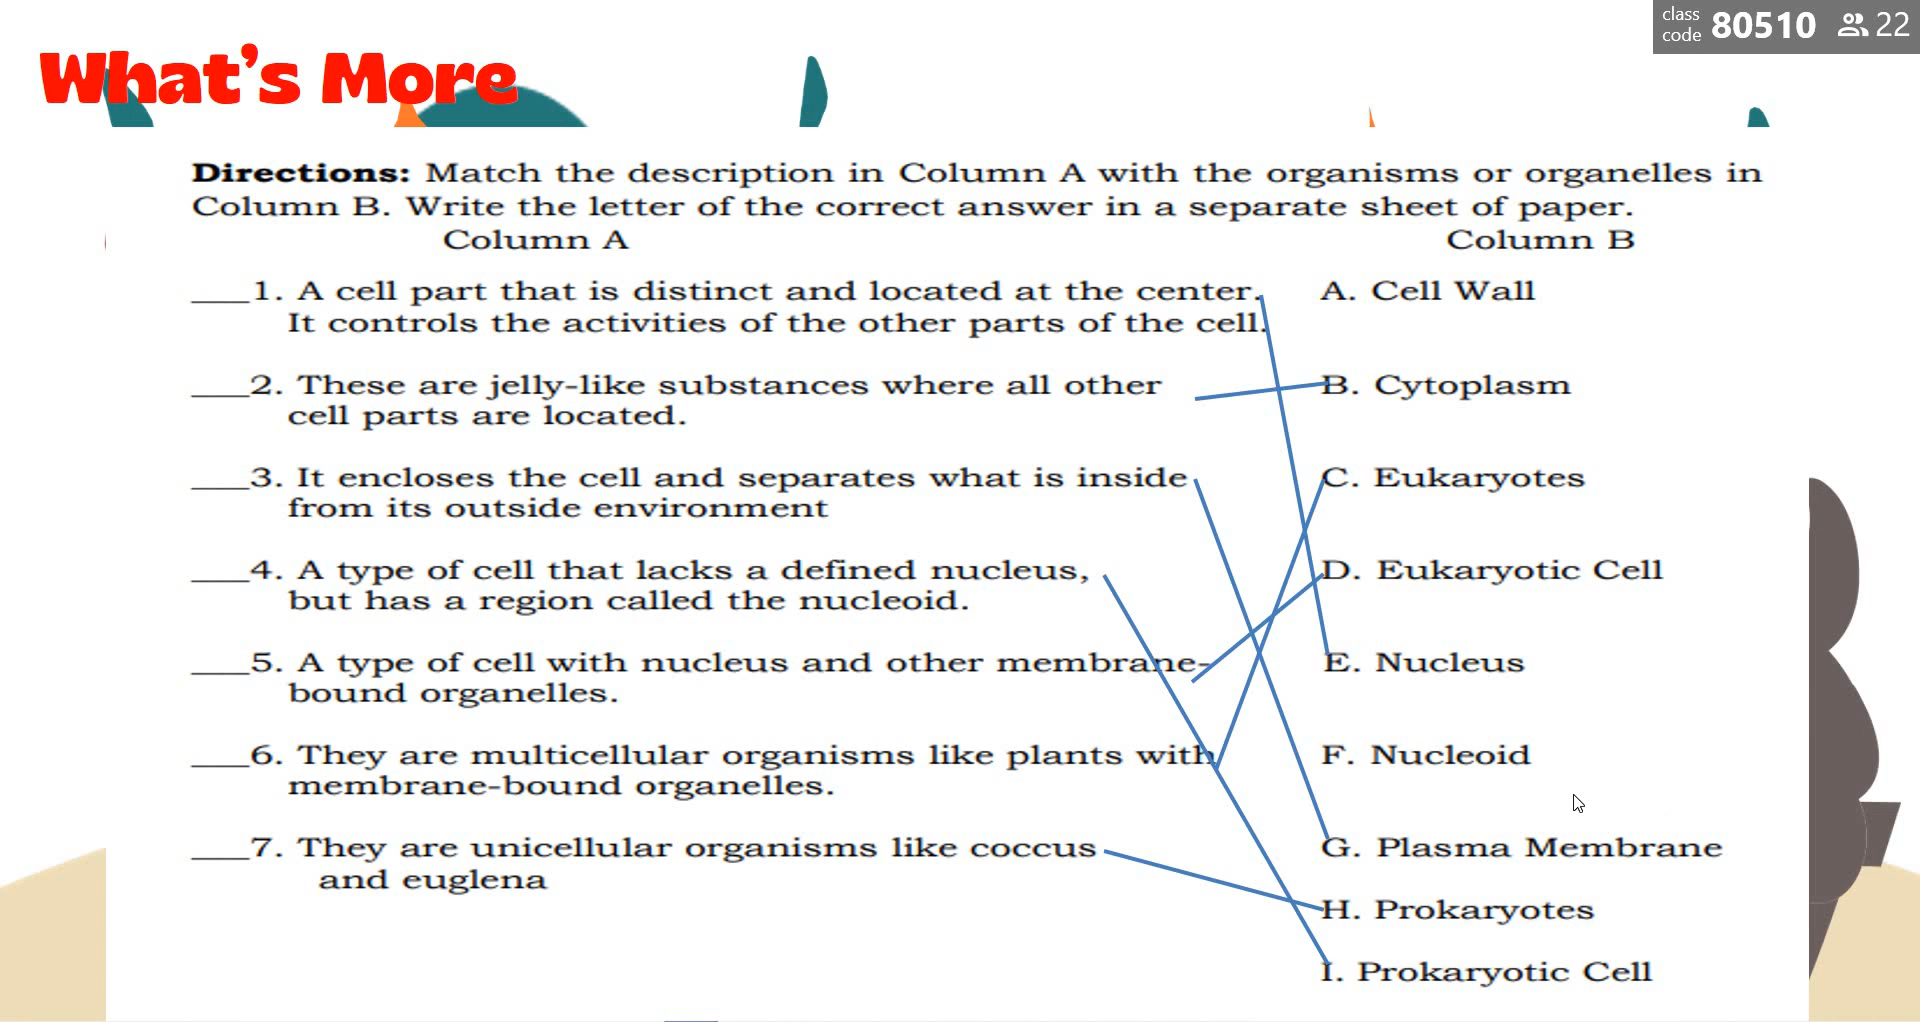 class
code 80510 22
What's More
Directions: Match the description in Column A with the organisms or organelles in
Column B. Write the letter of the correct answer in a separate sheet of paper.
Column A Column B
___1. A cell part that is distinct and located at the center. A. Cell Wall
It controls the activities of the other parts of the cell.
___2. These are jelly-like substances where all other B. Cytoplasm
cell parts are located.
___3. It encloses the cell and separates what is inside C. Eukaryotes
from its outside environment
___4. A type of cell that lacks a defined nucleus, D. Eukaryotic Cell
but has a region called the nucleoid.
___5. A type of cell with nucleus and other membrane- E. Nucleus
bound organelles.
___6. They are multicellular organisms like plants with F. Nucleoid
membrane-bound organelles.
___7. They are unicellular organisms like coccus G. Plasma Membrane
and euglena
H. Prokaryotes
I. Prokaryotic Cell